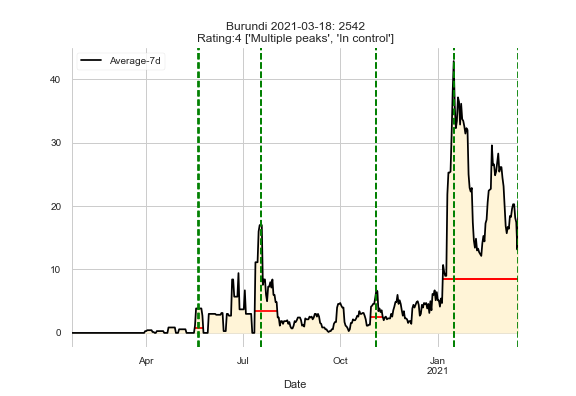 Burundi 2021-03-18: 2542
Rating:4 ['Multiple peaks', 'In control']
Average-7d
40
30
20
10
0
Apr
Jul
Oct
Jan
2021
Date